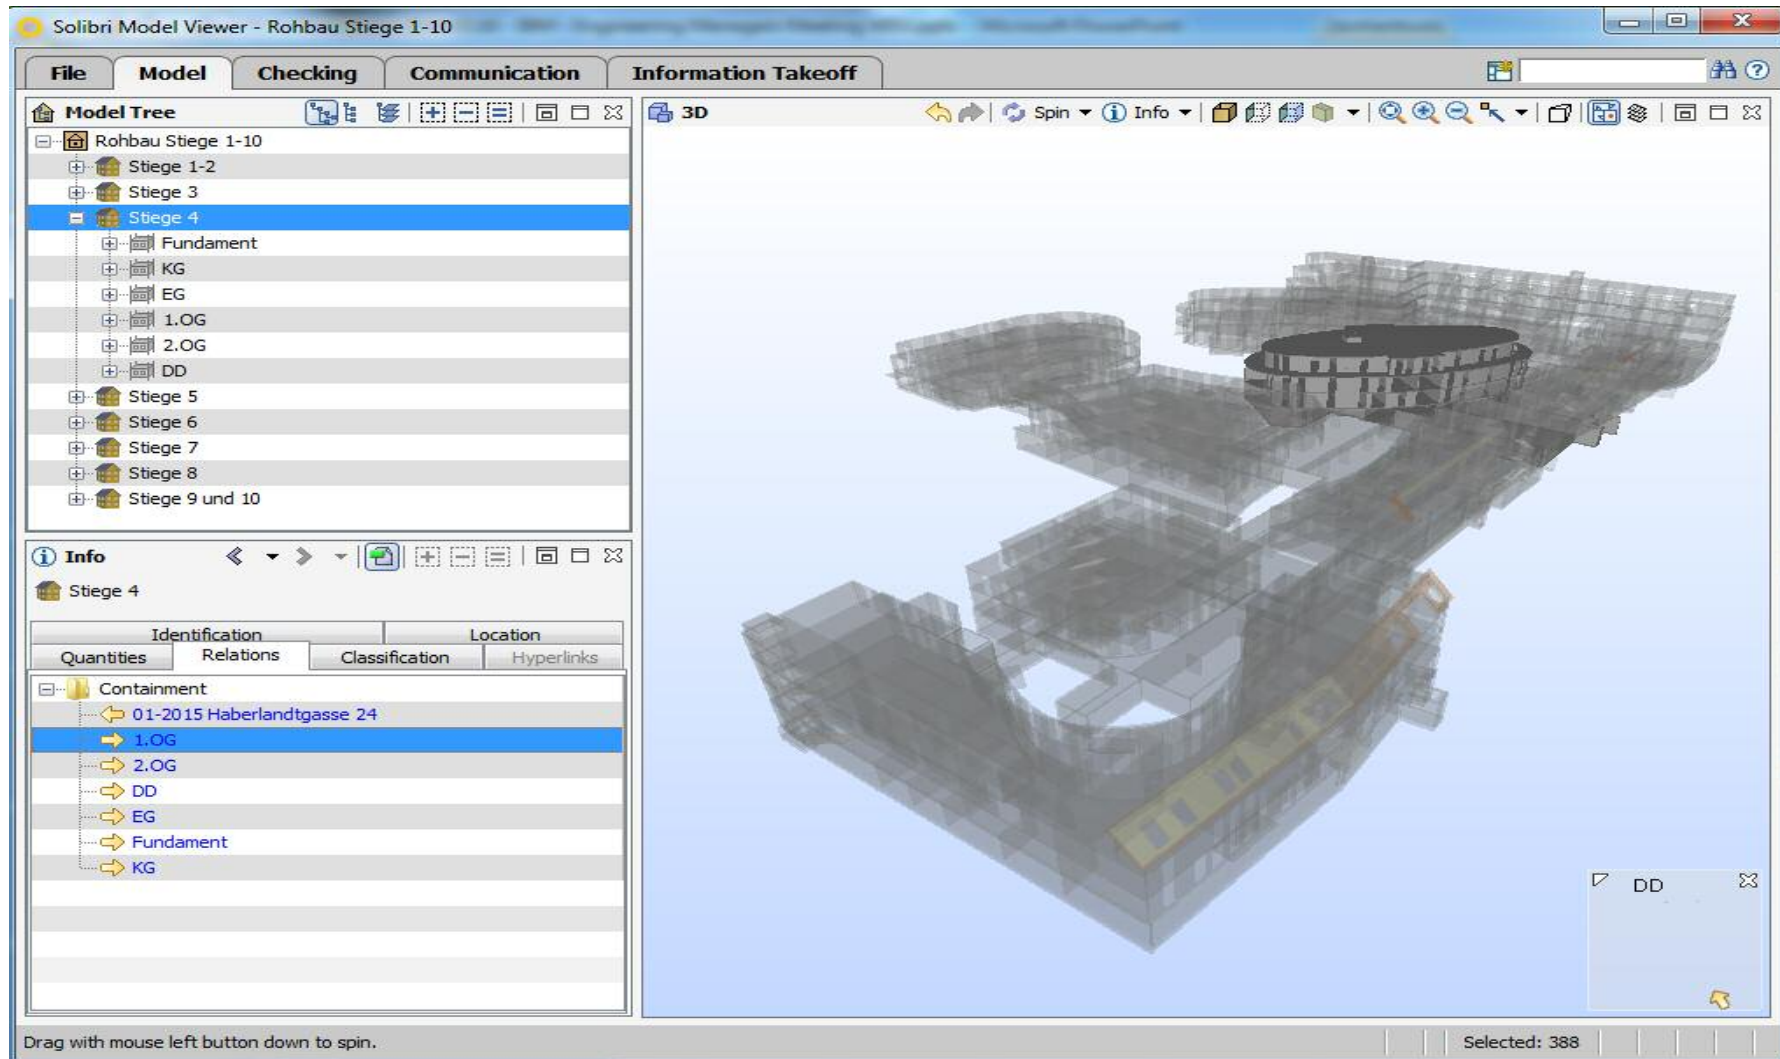 Solibri Model Viewer - Rohbau Stiege 1-10
File Model Checking Communication Information Takeoff
Model Tree
Rohbau Stiege 1-10
Stiege 1-2
Stiege 3
Stiege 4
Fundament
KG
EG
1.OG
2.OG
DD
Stiege 5
Stiege 6
Stiege 7
Stiege 8
Stiege 9 und 10
Info
Stiege 4
Identification Location
Quantities Relations Classification Hyperlinks
Containment
01-2015 Haberlandtgasse 24
1.OG
2.OG
DD
EG
Fundament
KG
3D Spin Info
DD
Drag with mouse left button down to spin.
Selected: 388